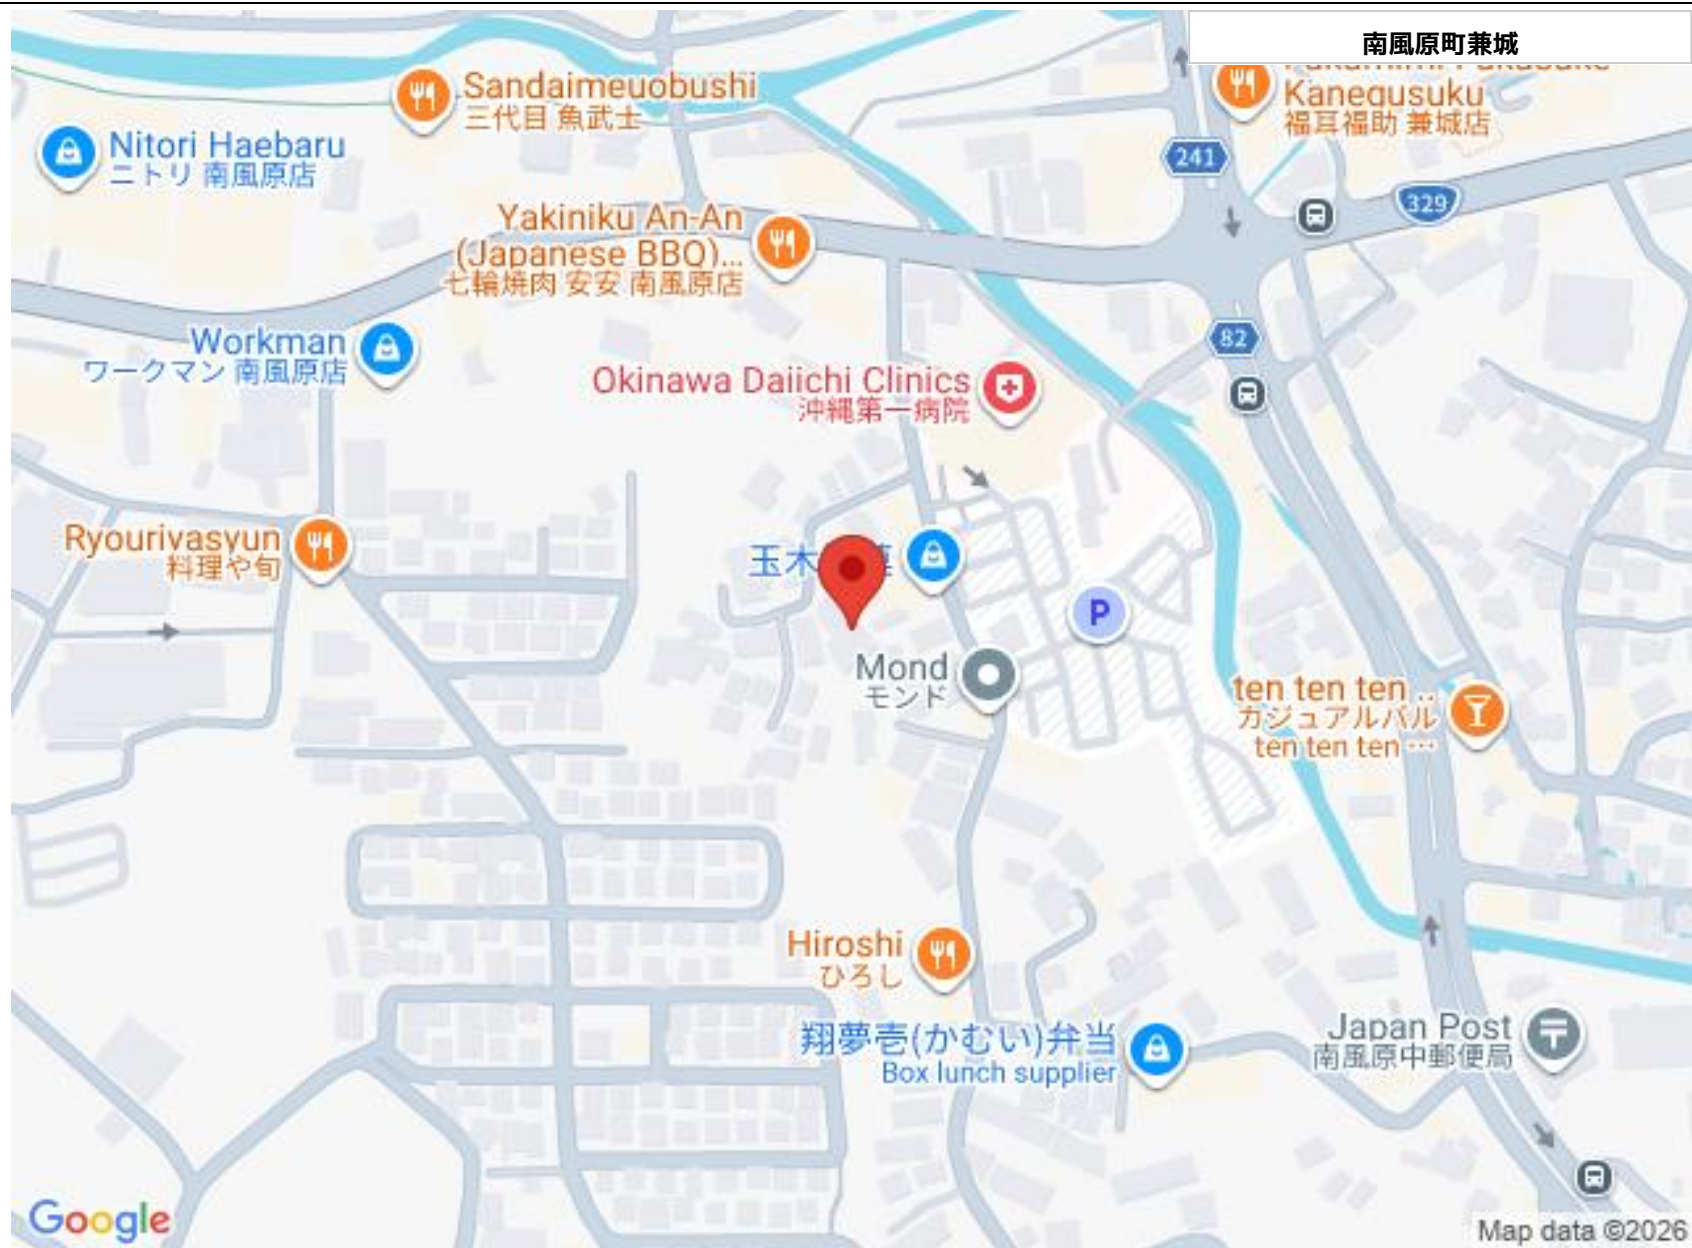 南風原町兼城
Sandaimeuobushi
三代目 魚武士
Kanegusuku
福耳福助 兼城店
Nitori Haebaru
ニトリ 南風原店
241
329
Yakiniku An-An
(Japanese BBQ)...
七輪焼肉 安安 南風原店
Workman
ワークマン 南風原店
82
Okinawa Daiichi Clinics
沖縄第一病院
Ryourivasyun
料理や旬
玉木
P
Mond
モンド
ten ten ten ..
カジュアルバル
ten ten ten …
Hiroshi
ひろし
翔夢壱(かむい)弁当
Box lunch supplier
Japan Post
南風原中郵便局
Google
Map data ©2026